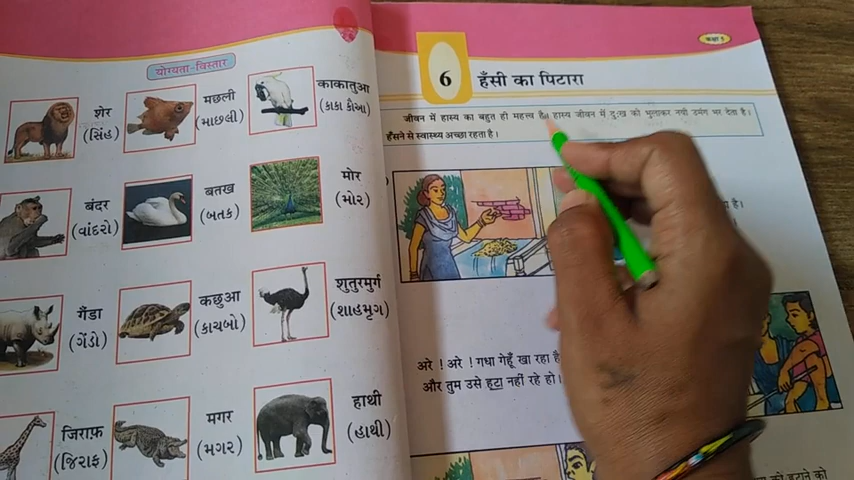 योग्यता-विस्तार
शेर
(સિંહ)
मछली
(માછલી)
काकातुआ
(કાકા કૌઆ)
बंदर
(વાંદરો)
बतख
(બતક)
मोर
(મોર)
गैंडा
(ગેંડો)
कछुआ
(કાચબો)
शुतुरमुर्ग
(શાહમૃગ)
जिराफ़
(જિરાફ)
मगर
(મગર)
हाथी
(હાથી)
कक्षा 5
6
हँसी का पिटारा
जीवन में हास्य का बहुत ही महत्त्व है। हास्य जीवन में दुःख को भुलाकर नयी उमंग भर देता है।
हँसने से स्वास्थ्य अच्छा रहता है।
है।
अरे ! अरे ! गधा गेहूँ खा रहा है
और तुम उसे हटा नहीं रहे हो।
को हटाने को